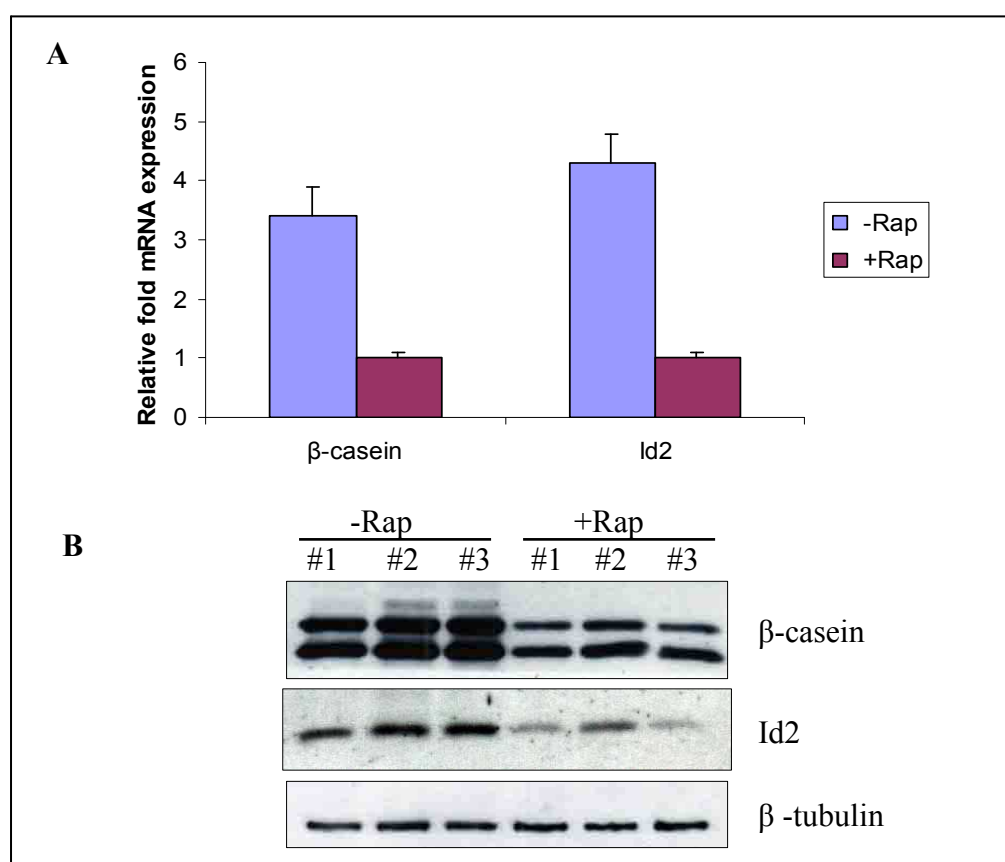 A
Relative fold mRNA expression
6
5
4
3
2
1
0
β-casein Id2
-Rap
+Rap
B
-Rap +Rap
#1 #2 #3 #1 #2 #3
β-casein
Id2
β -tubulin